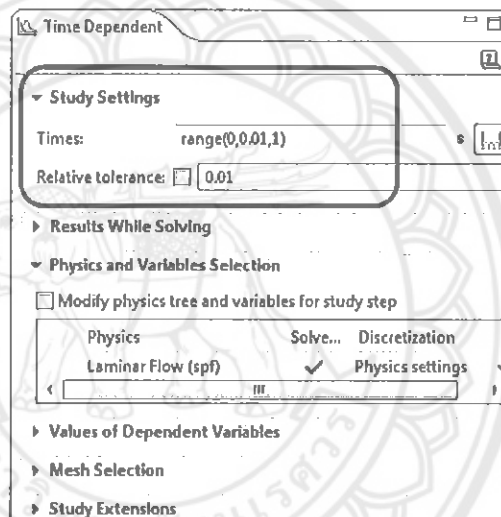 Time Dependent
Study Settings
Times: range(0,0.01,1) s
Relative tolerance: 0.01
Results While Solving
Physics and Variables Selection
Modify physics tree and variables for study step
Physics Solve... Discretization
Laminar Flow (spf) Physics settings
Values of Dependent Variables
Mesh Selection
Study Extensions